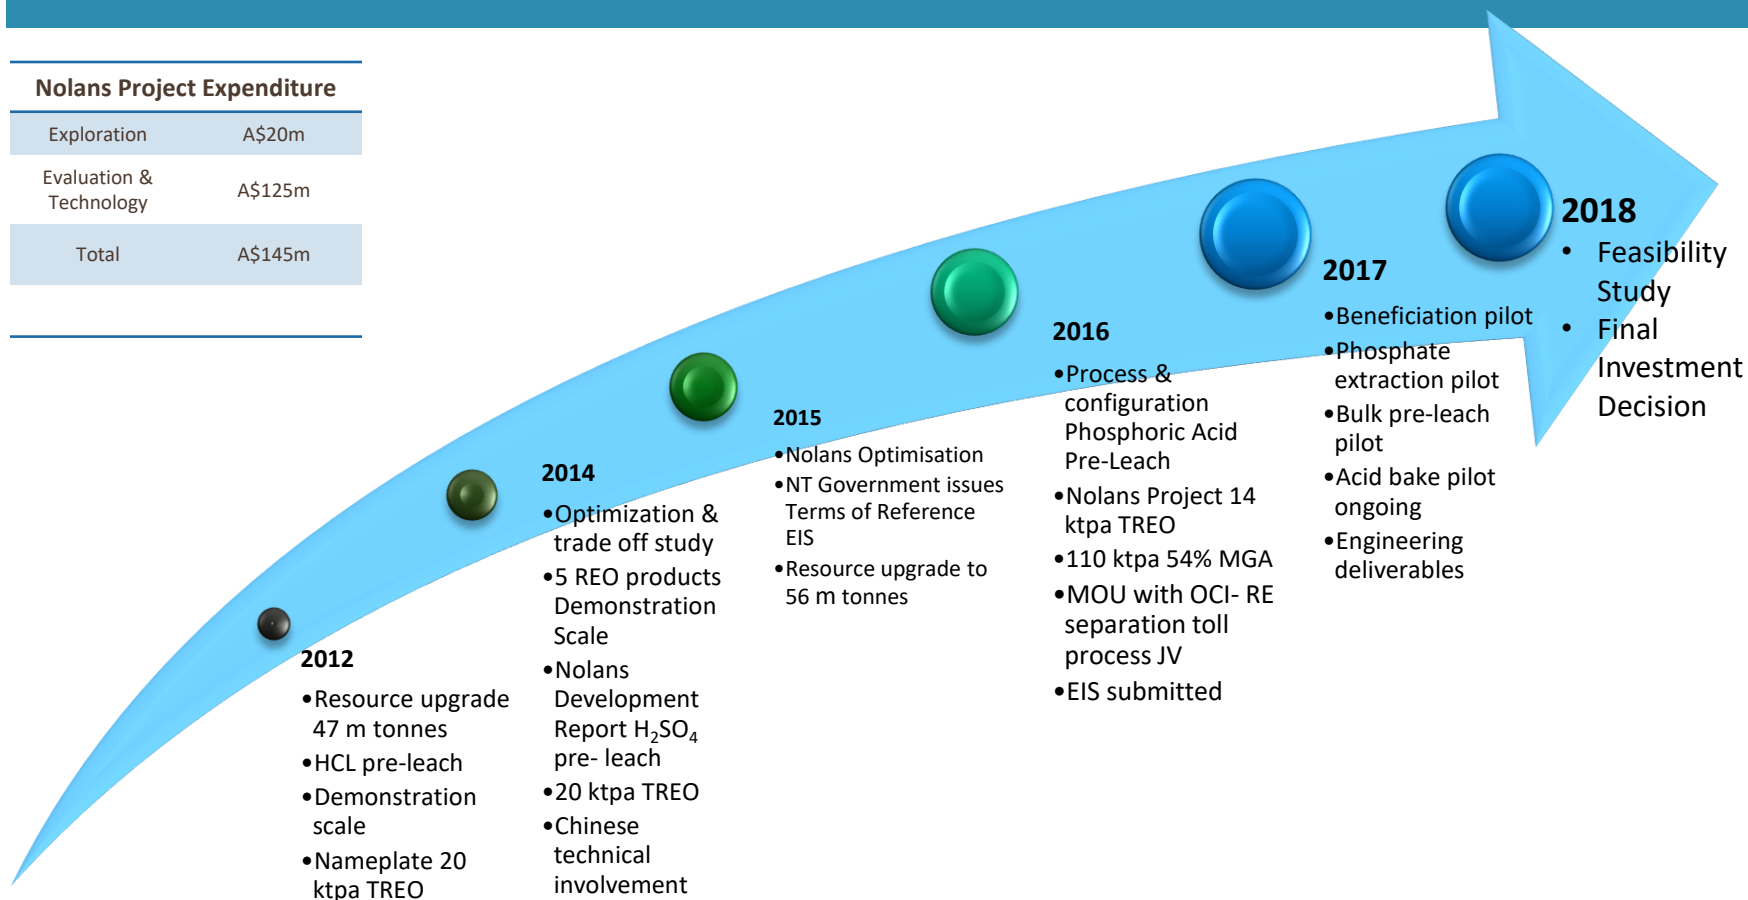 Nolans Project Expenditure
Exploration A$20m
Evaluation &
Technology A$125m
Total A$145m
2012
•Resource upgrade
47 m tonnes
•HCL pre-leach
•Demonstration
scale
•Nameplate 20
ktpa TREO
2014
•Optimization &
trade off study
•5 REO products
Demonstration
Scale
•Nolans
Development
Report H₂SO₄
pre- leach
•20 ktpa TREO
•Chinese
technical
involvement
2015
•Nolans Optimisation
•NT Government issues
Terms of Reference
EIS
•Resource upgrade to
56 m tonnes
2016
•Process &
configuration
Phosphoric Acid
Pre-Leach
•Nolans Project 14
ktpa TREO
•110 ktpa 54% MGA
•MOU with OCI- RE
separation toll
process JV
•EIS submitted
2017
•Beneficiation pilot
•Phosphate
extraction pilot
•Bulk pre-leach
pilot
•Acid bake pilot
ongoing
•Engineering
deliverables
2018
• Feasibility
Study
• Final
Investment
Decision